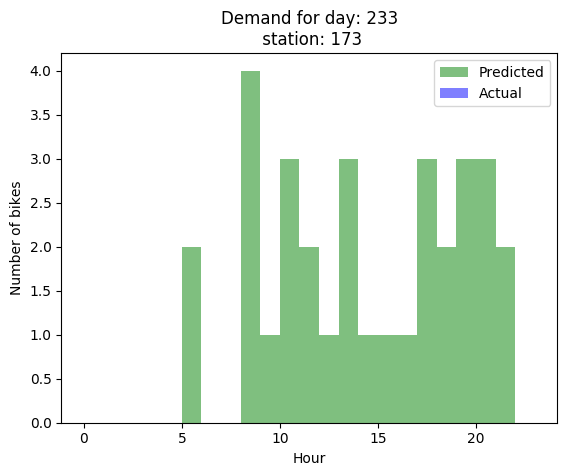 Demand for day: 233
station: 173
Predicted
Actual
4.0
3.5
3.0
2.5
2.0
1.5
1.0
0.5
0.0
Number of bikes
0 5 10 15 20
Hour